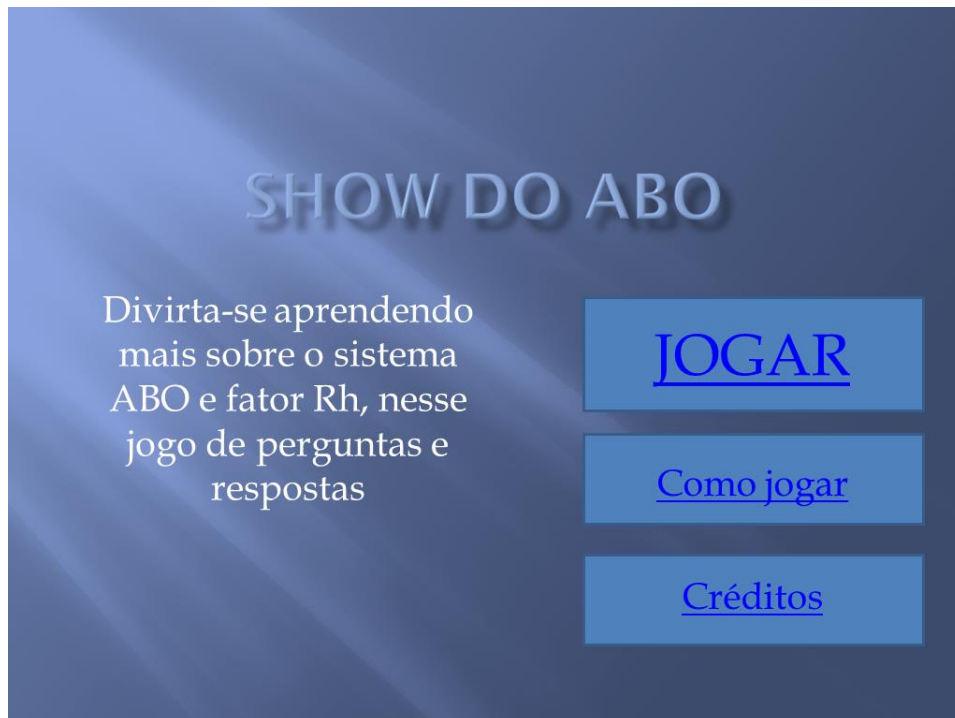 SHOW DO ABO
Divirta-se aprendendo
mais sobre o sistema
ABO e fator Rh, nesse
jogo de perguntas e
respostas
JOGAR
Como jogar
Créditos